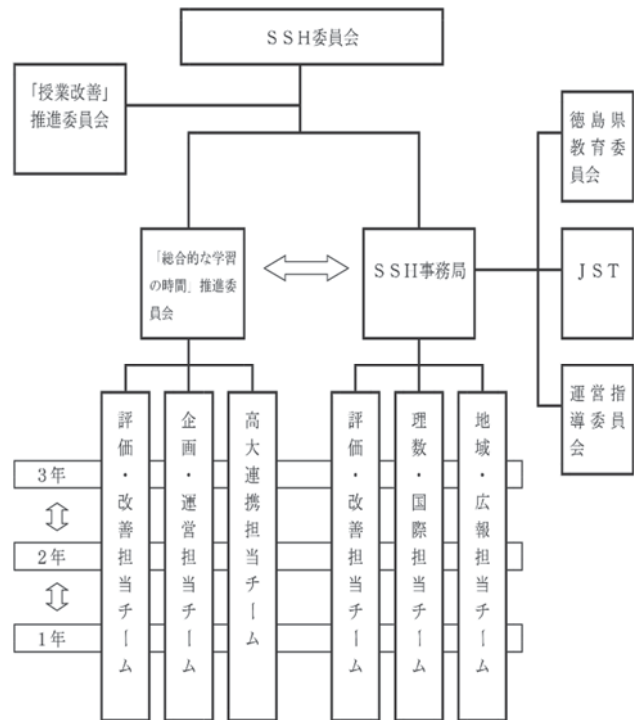 SSH委員会
「授業改善」
推進委員会
徳島県
教育委
員会
「総合的な学習
の時間」推進委
員会
SSH事務局
JST
運営指
導委員
会
評価・改善担当チーム
企画・運営担当チーム
高大連携担当チーム
評価・改善担当チーム
理数・国際担当チーム
地域・広報担当チーム
3年
2年
1年